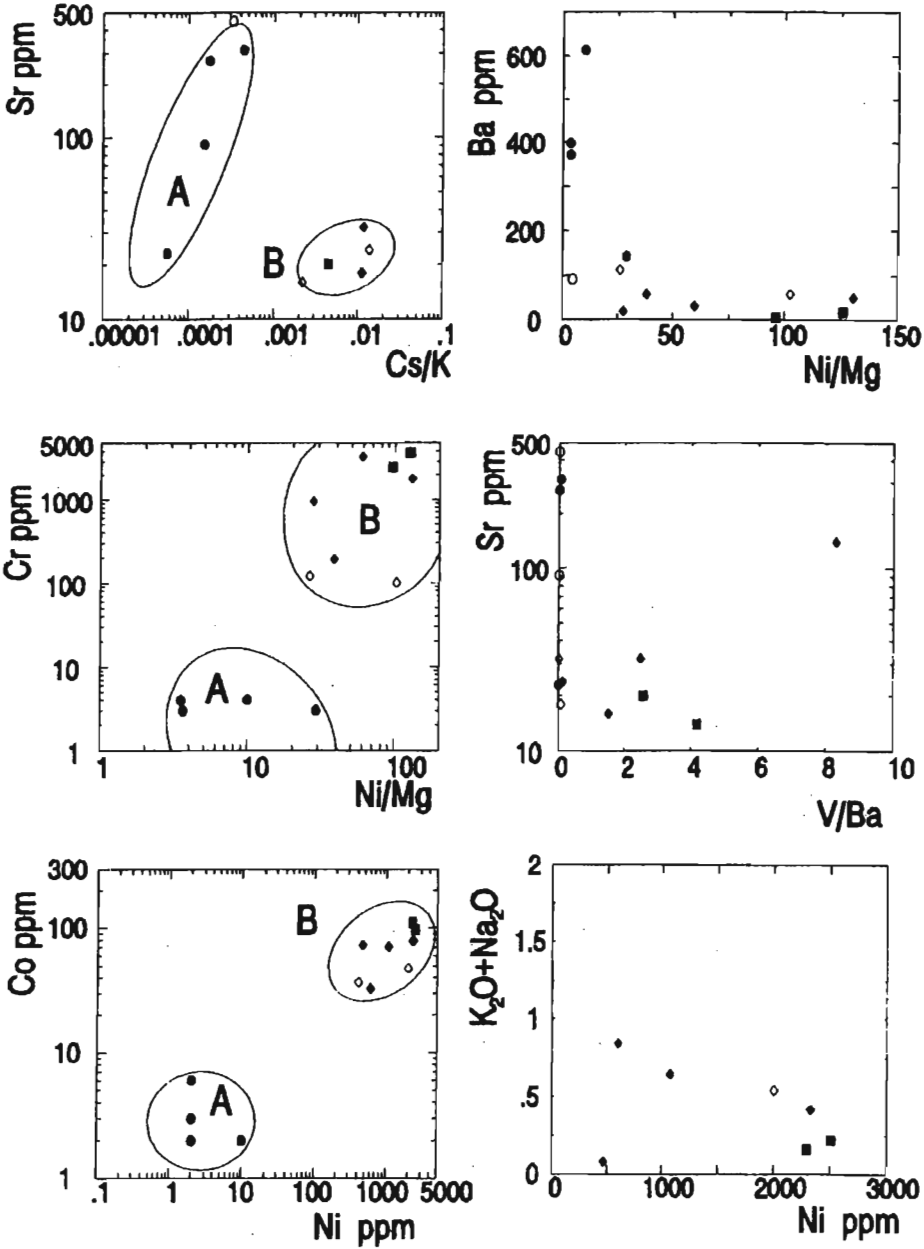 500
Sr ppm
100
A
B
10
.00001 .0001 .001 .01 .1
Cs/K
600
Ba ppm
400
200
0
0 50 100 150
Ni/Mg
5000
Cr ppm
1000
B
100
10
A
1
1 10 100
Ni/Mg
500
Sr ppm
100
10
0 2 4 6 8 10
V/Ba
300
Co ppm
B
100
10
A
1
.1 1 10 100 1000 5000
Ni ppm
2
K₂O+Na₂O
1.5
1
.5
0
0 1000 2000 3000
Ni ppm